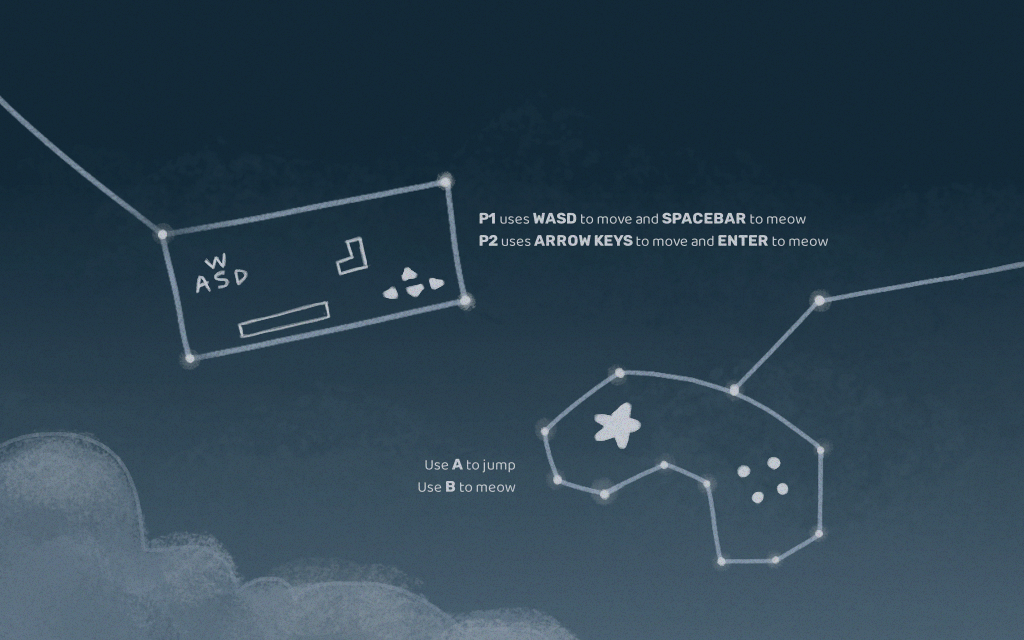 P1 uses WASD to move and SPACEBAR to meow
P2 uses ARROW KEYS to move and ENTER to meow
W
ASD
Use A to jump
Use B to meow